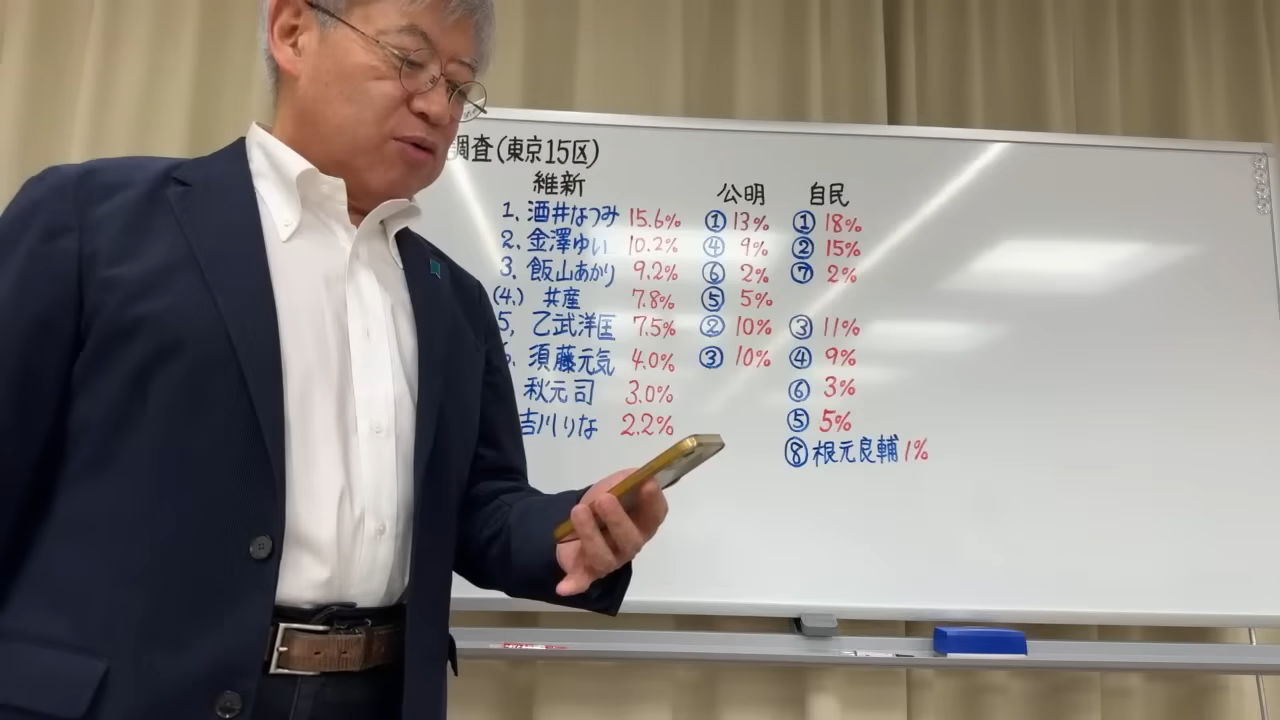 調査(東京15区)
維新 公明 自民
1. 酒井なつみ 15.6% ① 13% ① 18%
2. 金澤ゆい 10.2% ④ 9% ② 15%
3. 飯山あかり 9.2% ⑥ 2% ⑦ 2%
(4.) 共産 7.8% ⑤ 5%
5, 乙武洋匡 7.5% ② 10% ③ 11%
6. 須藤元気 4.0% ③ 10% ④ 9%
秋元司 3.0% ⑥ 3%
吉川りな 2.2% ⑤ 5%
⑧ 根元良輔 1%